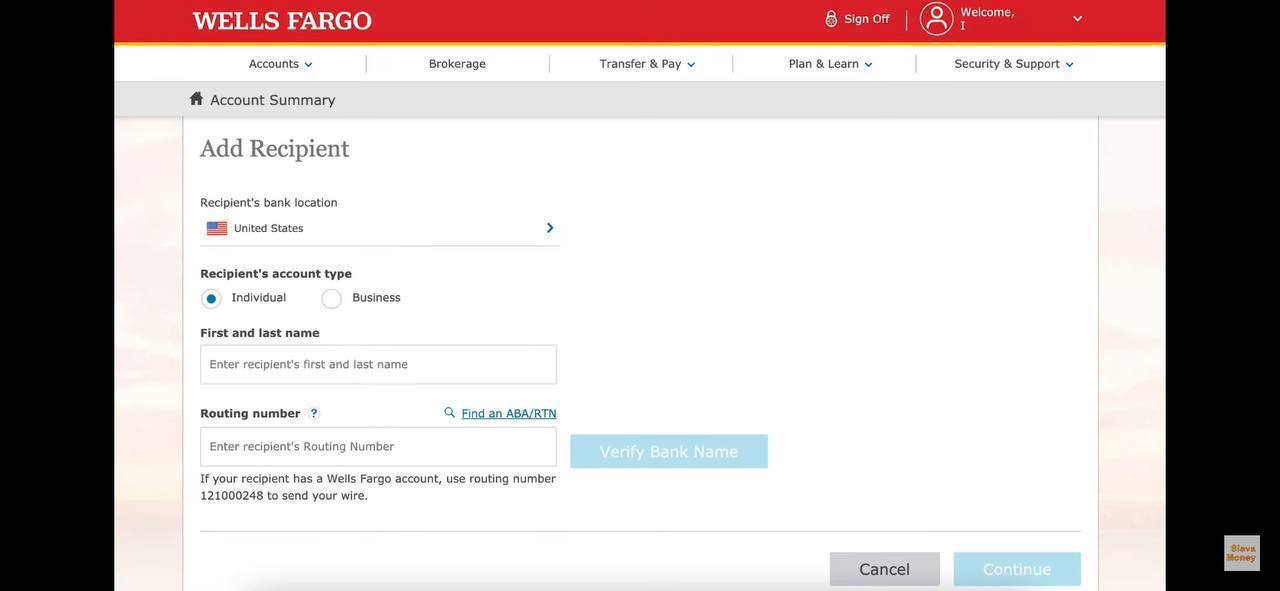 WELLS FARGO
Sign Off
Welcome,
I
Accounts
Brokerage
Transfer & Pay
Plan & Learn
Security & Support
Account Summary
Add Recipient
Recipient's bank location
United States
Recipient's account type
Individual
Business
First and last name
Enter recipient's first and last name
Routing number ?
Find an ABA/RTN
Enter recipient's Routing Number
Verify Bank Name
If your recipient has a Wells Fargo account, use routing number
121000248 to send your wire.
Cancel
Continue
Slava
Money